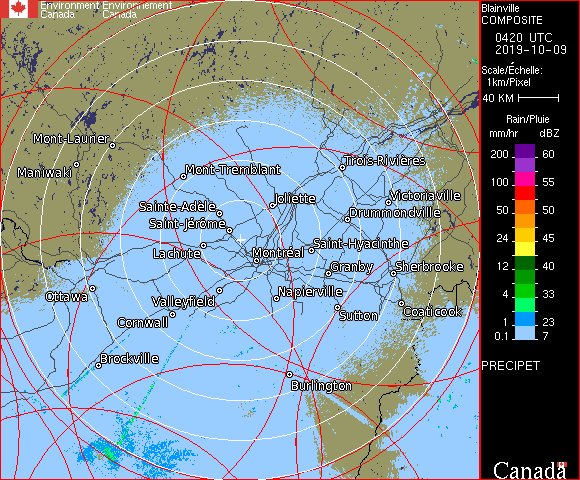 Environment Environnement
Canada Canada
Blainville
COMPOSITE
0420 UTC
2019-10-09
Scale/Échelle:
1km/Pixel
40 KM
Rain/Pluie
mm/hr dBZ
200 60
100 55
50 50
24 45
12 40
4 33
1 23
0.1 7
PRECIPET
Canada
Mont-Laurier
Maniwaki
Mont-Tremblant
Trois-Rivières
Sainte-Adèle
Joliette
Victoriaville
Drummondville
Saint-Jérôme
Lachute
Montréal
Saint-Hyacinthe
Granby
Sherbrooke
Ottawa
Valleyfield
Napierville
Cornwall
Sutton
Coaticook
Brockville
Burlington